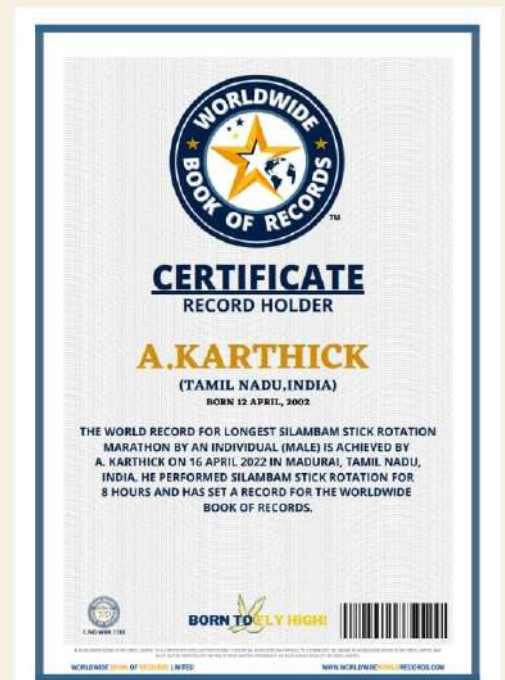 WORLDWIDE
BOOK OF RECORDS
TM
CERTIFICATE
RECORD HOLDER
A.KARTHICK
(TAMIL NADU,INDIA)
BORN 12 APRIL, 2002
THE WORLD RECORD FOR LONGEST SILAMBAM STICK ROTATION
MARATHON BY AN INDIVIDUAL (MALE) IS ACHIEVED BY
A. KARTHICK ON 16 APRIL 2022 IN MADURAI, TAMIL NADU,
INDIA. HE PERFORMED SILAMBAM STICK ROTATION FOR
8 HOURS AND HAS SET A RECORD FOR THE WORLDWIDE
BOOK OF RECORDS.
BORN TO FLY HIGH!
WORLDWIDE BOOK OF RECORDS LIMITED
WWW.WORLDWIDEWORLDRECORDS.COM